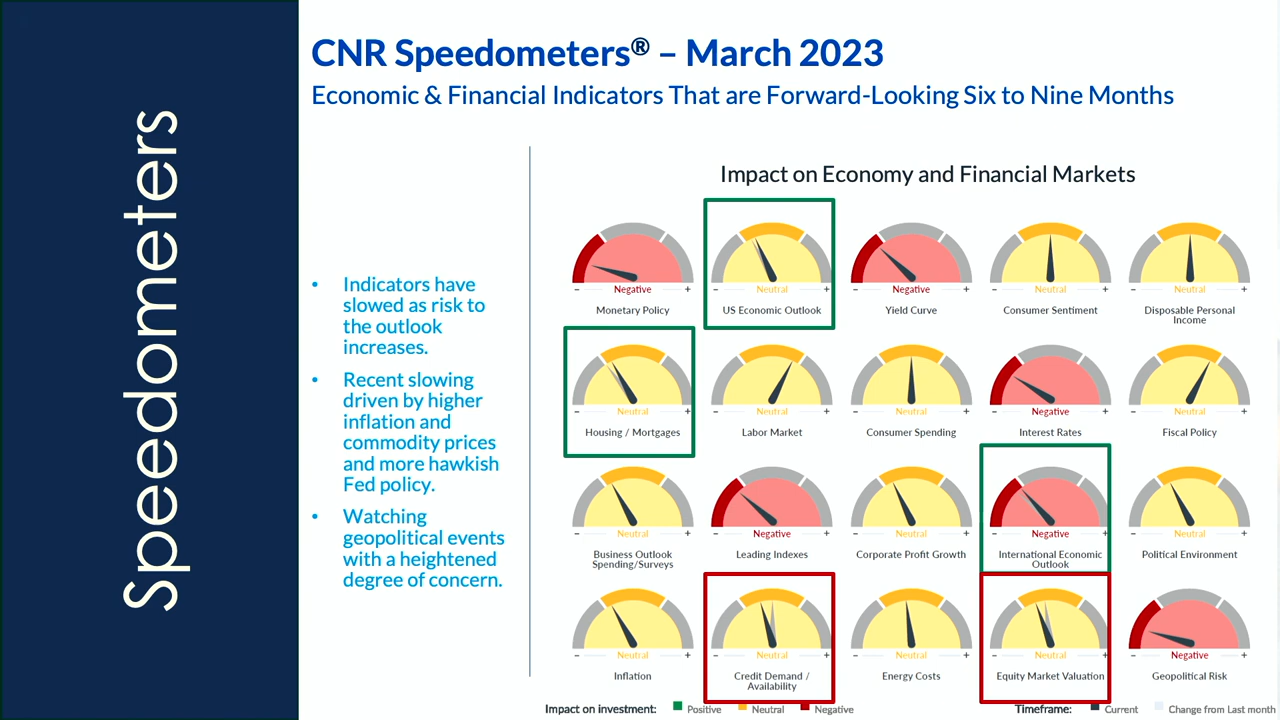 Speedometers
CNR Speedometers® – March 2023
Economic & Financial Indicators That are Forward-Looking Six to Nine Months
• Indicators have
slowed as risk to
the outlook
increases.
• Recent slowing
driven by higher
inflation and
commodity prices
and more hawkish
Fed policy.
• Watching
geopolitical events
with a heightened
degree of concern.
Impact on Economy and Financial Markets
– Negative +
Monetary Policy
– Neutral +
US Economic Outlook
– Negative +
Yield Curve
– Neutral +
Consumer Sentiment
– Neutral +
Disposable Personal
Income
– Neutral +
Housing / Mortgages
– Neutral +
Labor Market
– Neutral +
Consumer Spending
– Negative +
Interest Rates
– Neutral +
Fiscal Policy
– Neutral +
Business Outlook
Spending/Surveys
– Negative +
Leading Indexes
– Neutral +
Corporate Profit Growth
– Negative +
International Economic
Outlook
– Neutral +
Political Environment
– Neutral +
Inflation
– Neutral +
Credit Demand /
Availability
– Neutral +
Energy Costs
– Neutral +
Equity Market Valuation
– Negative +
Geopolitical Risk
Impact on investment: Positive Neutral Negative
Timeframe: Current Change from Last month